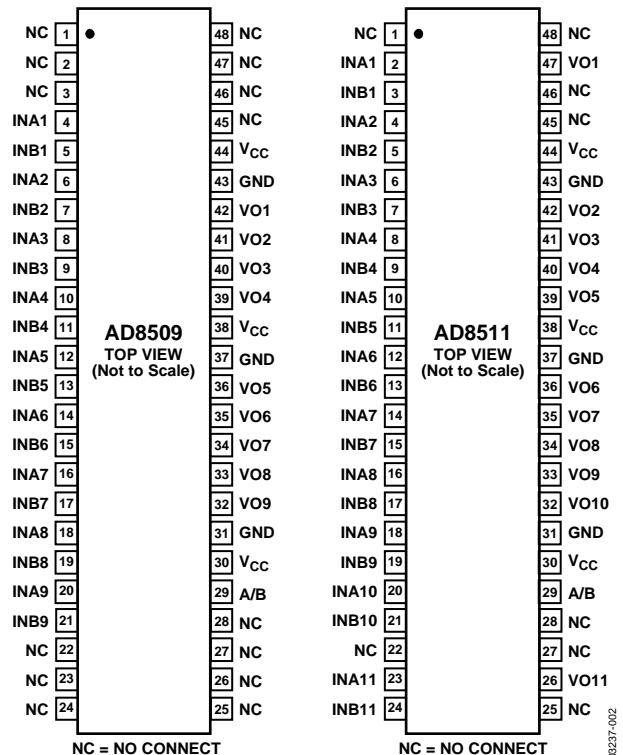 NC 1 48 NC
NC 2 47 NC
NC 3 46 NC
INA1 4 45 NC
INB1 5 44 VCC
INA2 6 43 GND
INB2 7 42 VO1
INA3 8 41 VO2
INB3 9 40 VO3
INA4 10 39 VO4
INB4 11 38 VCC
INA5 12 37 GND
INB5 13 36 VO5
INA6 14 35 VO6
INB6 15 34 VO7
INA7 16 33 VO8
INB7 17 32 VO9
INA8 18 31 GND
INB8 19 30 VCC
INA9 20 29 A/B
INB9 21 28 NC
NC 22 27 NC
NC 23 26 NC
NC 24 25 NC
AD8509
TOP VIEW
(Not to Scale)
NC = NO CONNECT
NC 1 48 NC
INA1 2 47 VO1
INB1 3 46 NC
INA2 4 45 NC
INB2 5 44 VCC
INA3 6 43 GND
INB3 7 42 VO2
INA4 8 41 VO3
INB4 9 40 VO4
INA5 10 39 VO5
INB5 11 38 VCC
INA6 12 37 GND
INB6 13 36 VO6
INA7 14 35 VO7
INB7 15 34 VO8
INA8 16 33 VO9
INB8 17 32 VO10
INA9 18 31 GND
INB9 19 30 VCC
INA10 20 29 A/B
INB10 21 28 NC
NC 22 27 NC
INA11 23 26 VO11
INB11 24 25 NC
AD8511
TOP VIEW
(Not to Scale)
NC = NO CONNECT